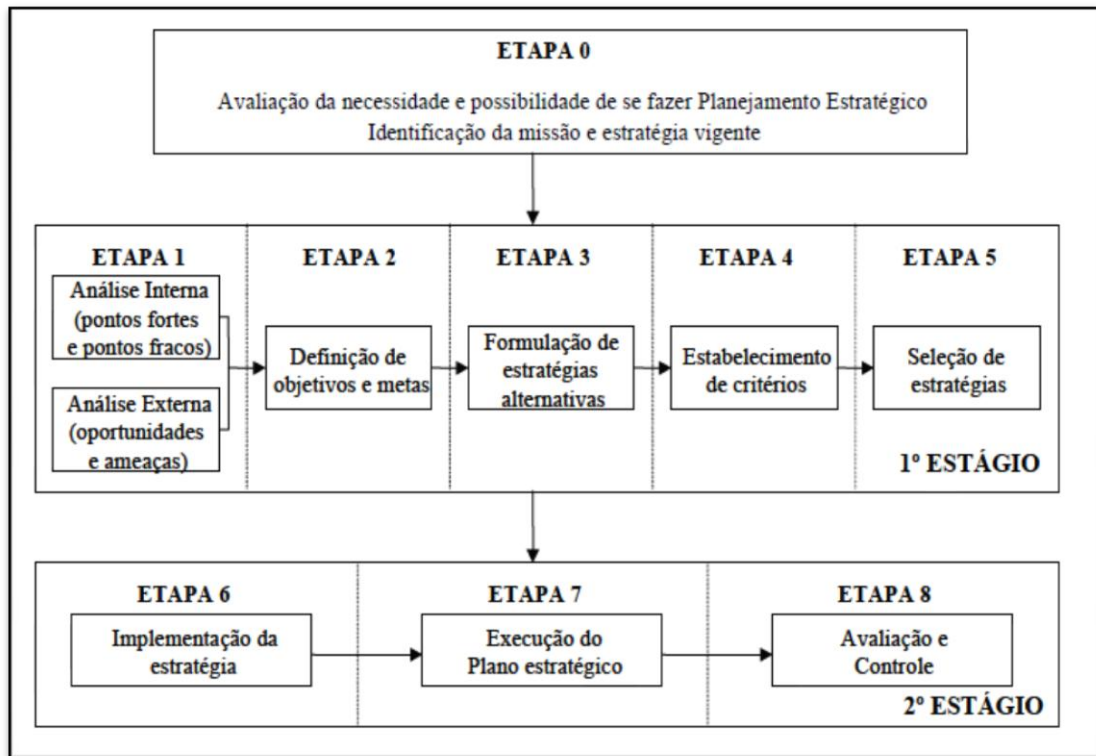 ETAPA 0
Avaliação da necessidade e possibilidade de se fazer Planejamento Estratégico
Identificação da missão e estratégia vigente
ETAPA 1
Análise Interna
(pontos fortes
e pontos fracos)
Análise Externa
(oportunidades
e ameaças)
ETAPA 2
Definição de
objetivos e metas
ETAPA 3
Formulação de
estratégias
alternativas
ETAPA 4
Estabelecimento
de critérios
ETAPA 5
Seleção de
estratégias
1º ESTÁGIO
ETAPA 6
Implementação da
estratégia
ETAPA 7
Execução do
Plano estratégico
ETAPA 8
Avaliação e
Controle
2º ESTÁGIO